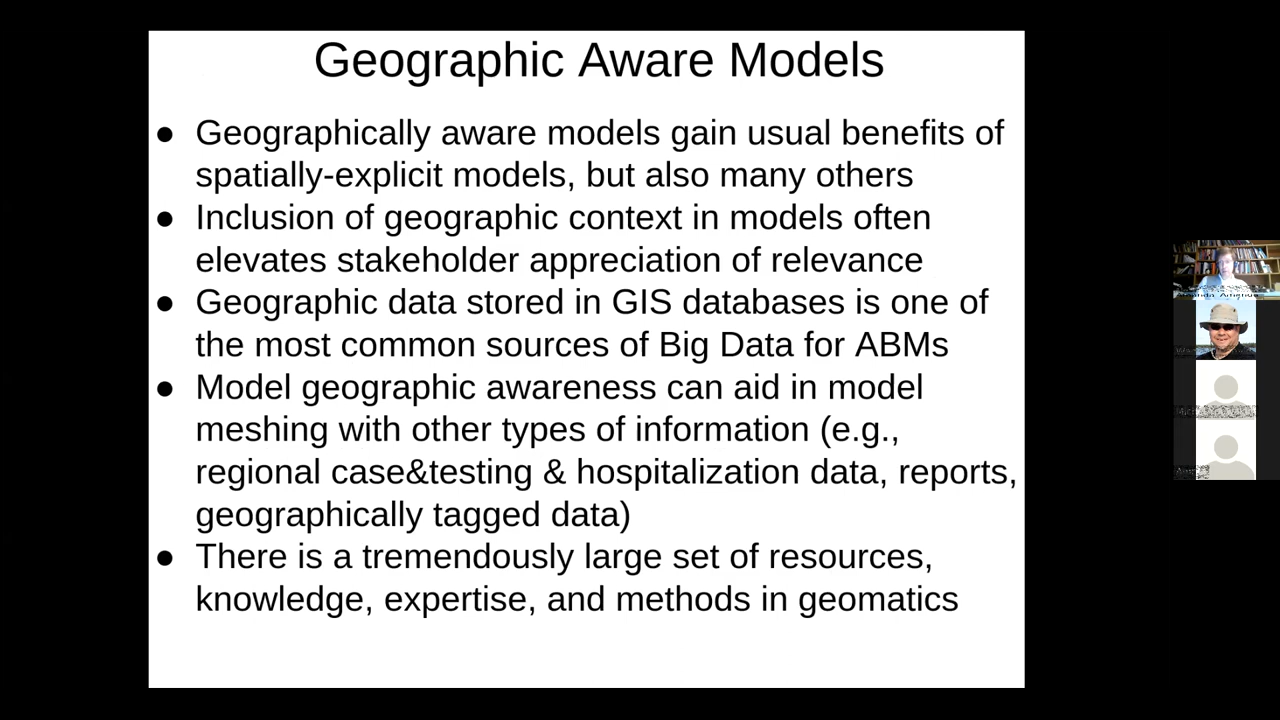 Geographic Aware Models
● Geographically aware models gain usual benefits of
spatially-explicit models, but also many others
● Inclusion of geographic context in models often
elevates stakeholder appreciation of relevance
● Geographic data stored in GIS databases is one of
the most common sources of Big Data for ABMs
● Model geographic awareness can aid in model
meshing with other types of information (e.g.,
regional case&testing & hospitalization data, reports,
geographically tagged data)
● There is a tremendously large set of resources,
knowledge, expertise, and methods in geomatics